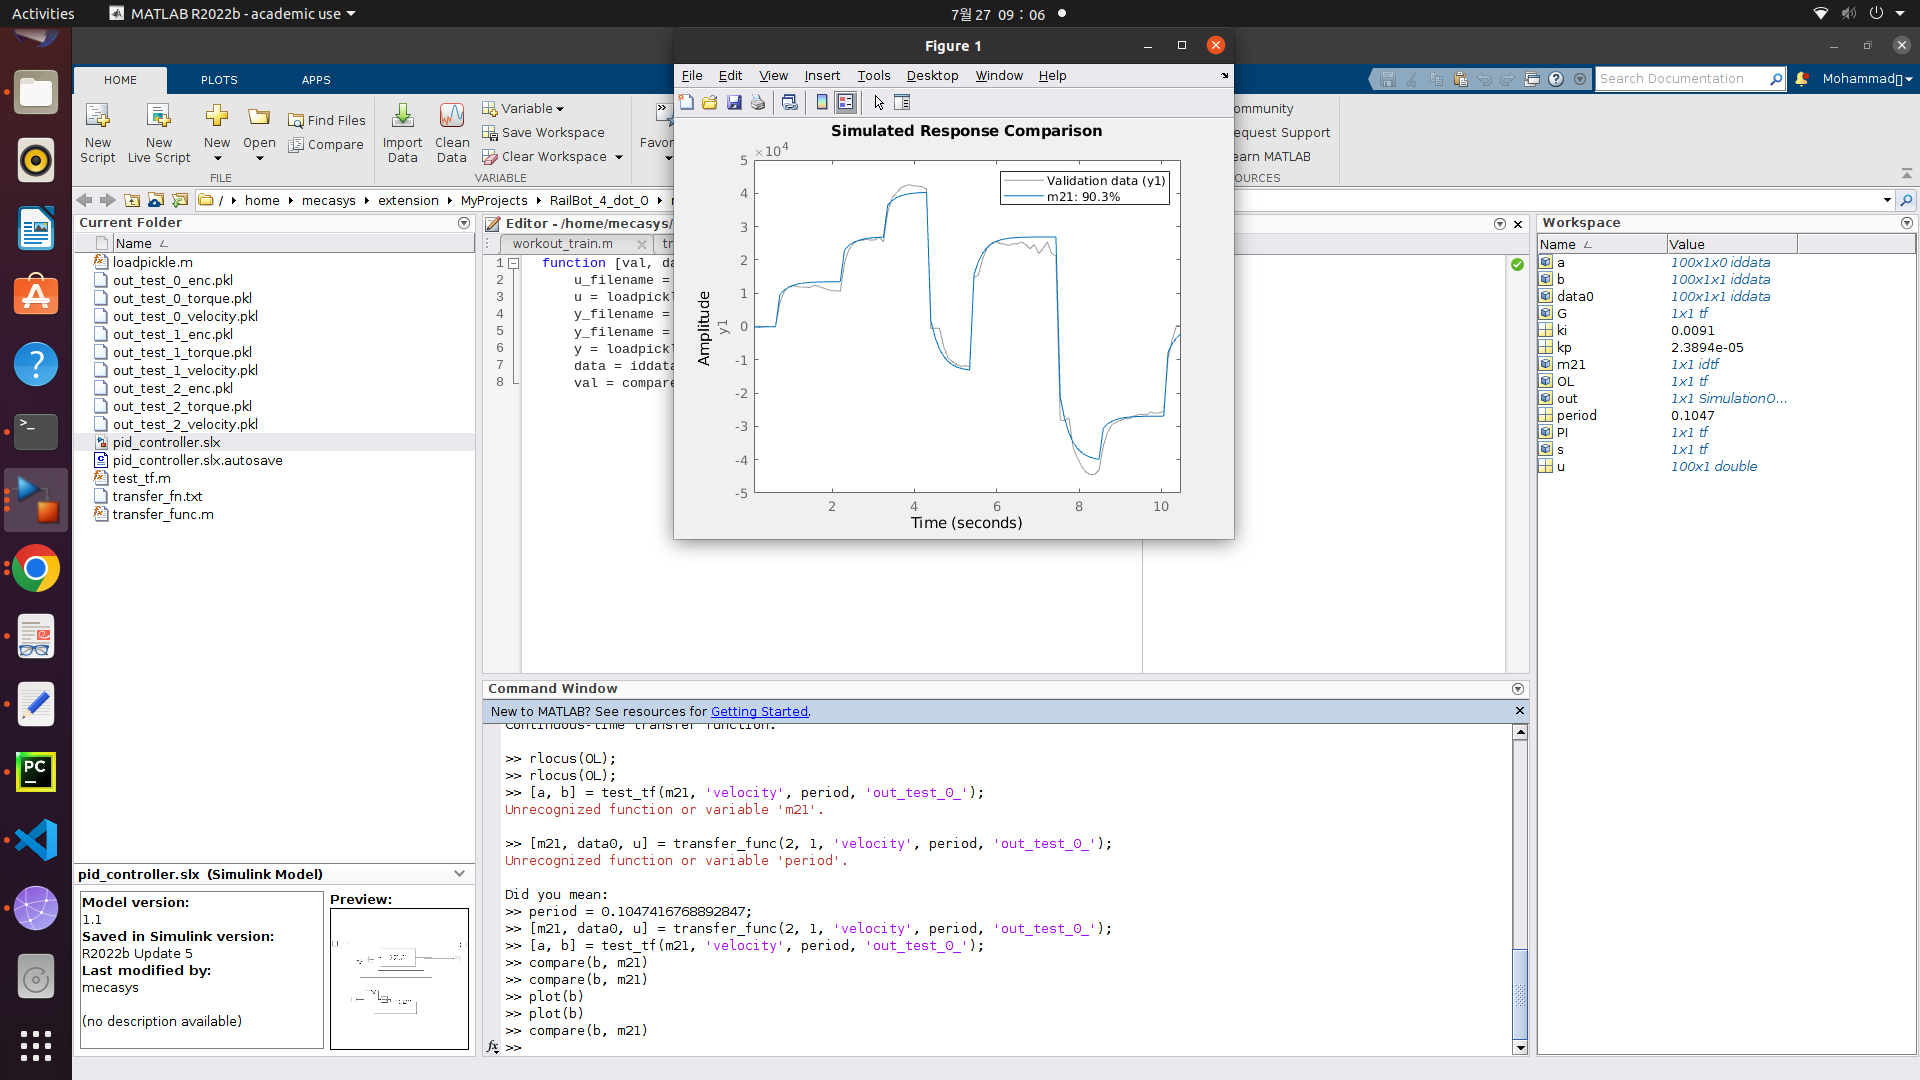 Activities
MATLAB R2022b - academic use
7월 27 09 : 06
Figure 1
File Edit View Insert Tools Desktop Window Help
HOME PLOTS APPS
Search Documentation
New Script
New Live Script
New
Open
Find Files
Compare
FILE
Import Data
Clean Data
Variable
Save Workspace
Clear Workspace
VARIABLE
Favor
ommunity
equest Support
earn MATLAB
OURCES
/ home mecasys extension MyProjects RailBot_4_dot_0
Simulated Response Comparison
×10^4
5
4
3
2
1
0
-1
-2
-3
-4
-5
Amplitude
y1
Validation data (y1)
m21: 90.3%
2 4 6 8 10
Time (seconds)
Current Folder
Name
loadpickle.m
out_test_0_enc.pkl
out_test_0_torque.pkl
out_test_0_velocity.pkl
out_test_1_enc.pkl
out_test_1_torque.pkl
out_test_1_velocity.pkl
out_test_2_enc.pkl
out_test_2_torque.pkl
out_test_2_velocity.pkl
pid_controller.slx
pid_controller.slx.autosave
test_tf.m
transfer_fn.txt
transfer_func.m
pid_controller.slx (Simulink Model)
Model version:
1.1
Saved in Simulink version:
R2022b Update 5
Last modified by:
mecasys
(no description available)
Preview:
Editor - /home/mecasys/
workout_train.m
tr
1 function [val, da
2 u_filename =
3 u = loadpickl
4 y_filename =
5 y_filename =
6 y = loadpickl
7 data = iddata
8 val = compare
Command Window
New to MATLAB? See resources for Getting Started.
Continuous-time transfer function.
>> rlocus(OL);
>> rlocus(OL);
>> [a, b] = test_tf(m21, 'velocity', period, 'out_test_0_');
Unrecognized function or variable 'm21'.
>> [m21, data0, u] = transfer_func(2, 1, 'velocity', period, 'out_test_0_');
Unrecognized function or variable 'period'.
Did you mean:
>> period = 0.1047416768892847;
>> [m21, data0, u] = transfer_func(2, 1, 'velocity', period, 'out_test_0_');
>> [a, b] = test_tf(m21, 'velocity', period, 'out_test_0_');
>> compare(b, m21)
>> compare(b, m21)
>> plot(b)
>> plot(b)
>> compare(b, m21)
fx >>
Workspace
Name Value
a 100x1x0 iddata
b 100x1x1 iddata
data0 100x1x1 iddata
G 1x1 tf
ki 0.0091
kp 2.3894e-05
m21 1x1 idtf
OL 1x1 tf
out 1x1 SimulationO...
period 0.1047
PI 1x1 tf
s 1x1 tf
u 100x1 double